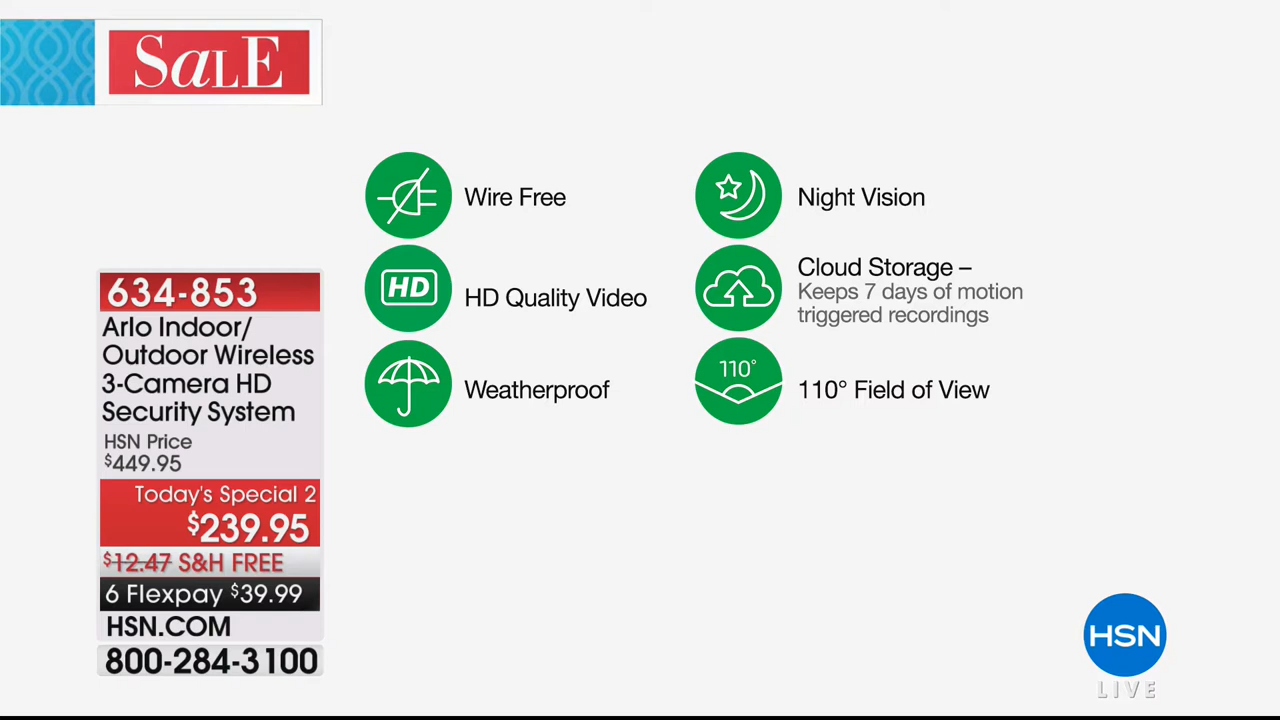 SaLE
Wire Free
Night Vision
HD
HD Quality Video
Cloud Storage –
Keeps 7 days of motion
triggered recordings
Weatherproof
110°
110° Field of View
634-853
Arlo Indoor/
Outdoor Wireless
3-Camera HD
Security System
HSN Price
$449.95
Today's Special 2
$239.95
$12.47 S&H FREE
6 Flexpay $39.99
HSN.COM
800-284-3100
HSN
LIVE